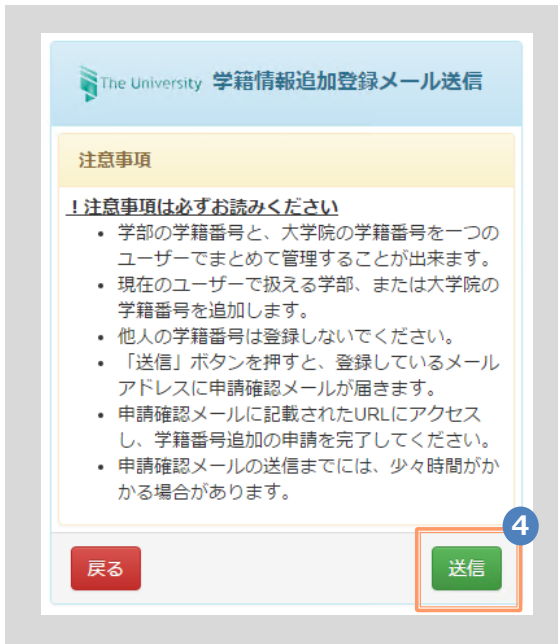 The University 学籍情報追加登録メール送信
注意事項
！注意事項は必ずお読みください
• 学部の学籍番号と、大学院の学籍番号を一つの
ユーザーでまとめて管理することが出来ます。
• 現在のユーザーで扱える学部、または大学院の
学籍番号を追加します。
• 他人の学籍番号は登録しないでください。
• 「送信」ボタンを押すと、登録しているメール
アドレスに申請確認メールが届きます。
• 申請確認メールに記載されたURLにアクセス
し、学籍番号追加の申請を完了してください。
• 申請確認メールの送信までには、少々時間がか
かる場合があります。
4
戻る 送信